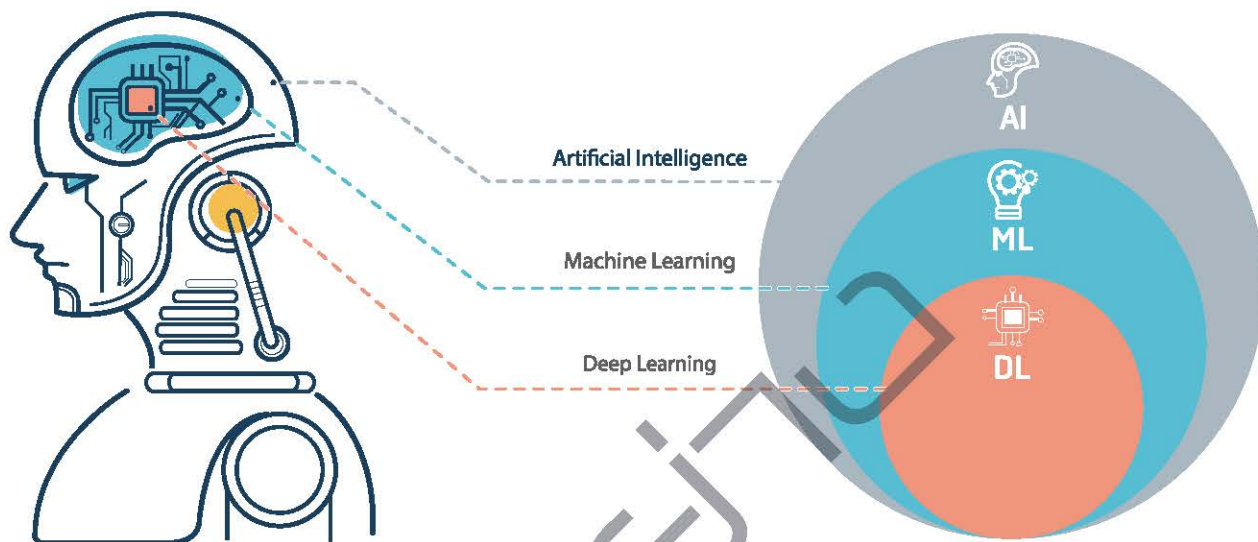 AI
Artificial Intelligence
ML
Machine Learning
Deep Learning
DL